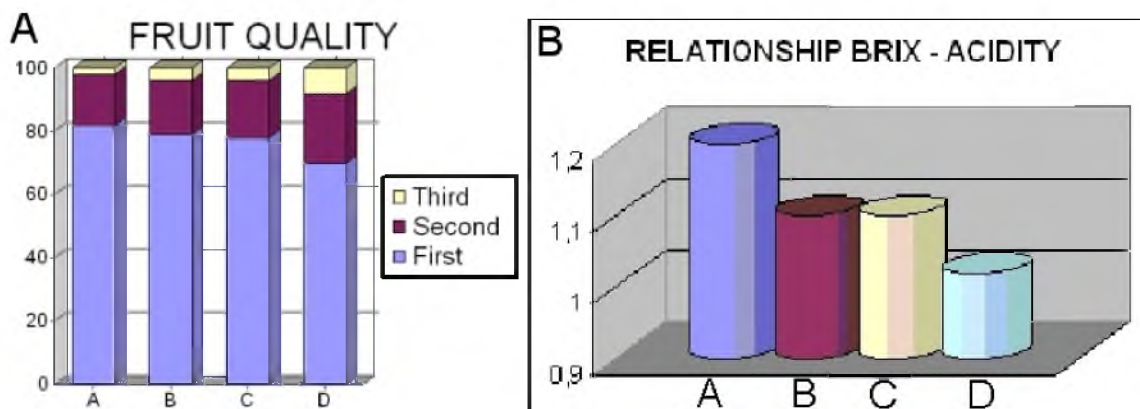 A
FRUIT QUALITY
100
80
60
40
20
0
A B C D
Third
Second
First
B
RELATIONSHIP BRIX - ACIDITY
1,2
1,1
1
0,9
A B C D